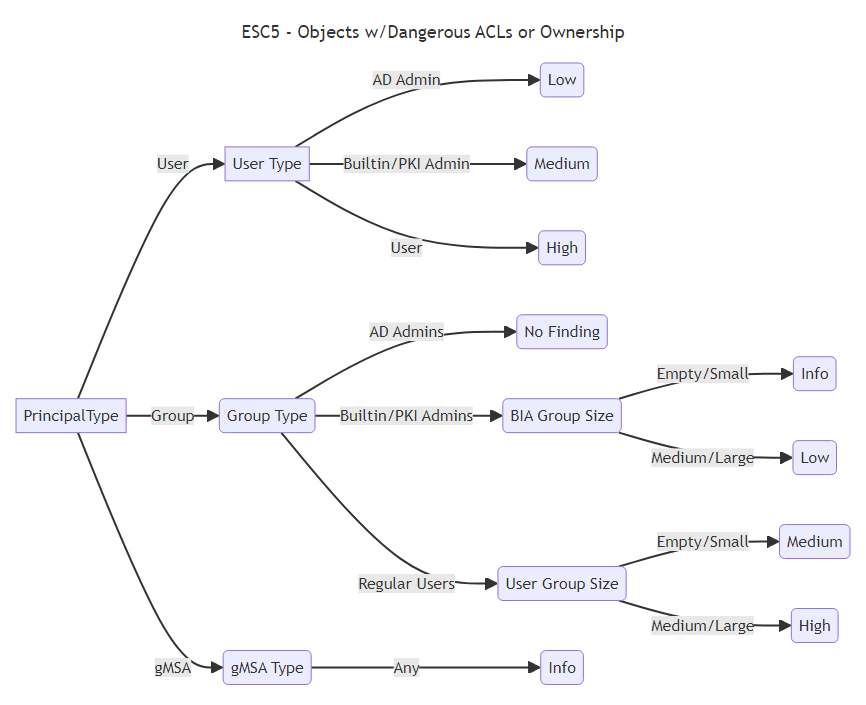 ESC5 - Objects w/Dangerous ACLs or Ownership
AD Admin
Low
User
User Type
Builtin/PKI Admin
Medium
User
High
AD Admins
No Finding
Empty/Small
Info
PrincipalType
Group
Group Type
Builtin/PKI Admins
BIA Group Size
Medium/Large
Low
Empty/Small
Medium
Regular Users
User Group Size
Medium/Large
High
gMSA
gMSA Type
Any
Info